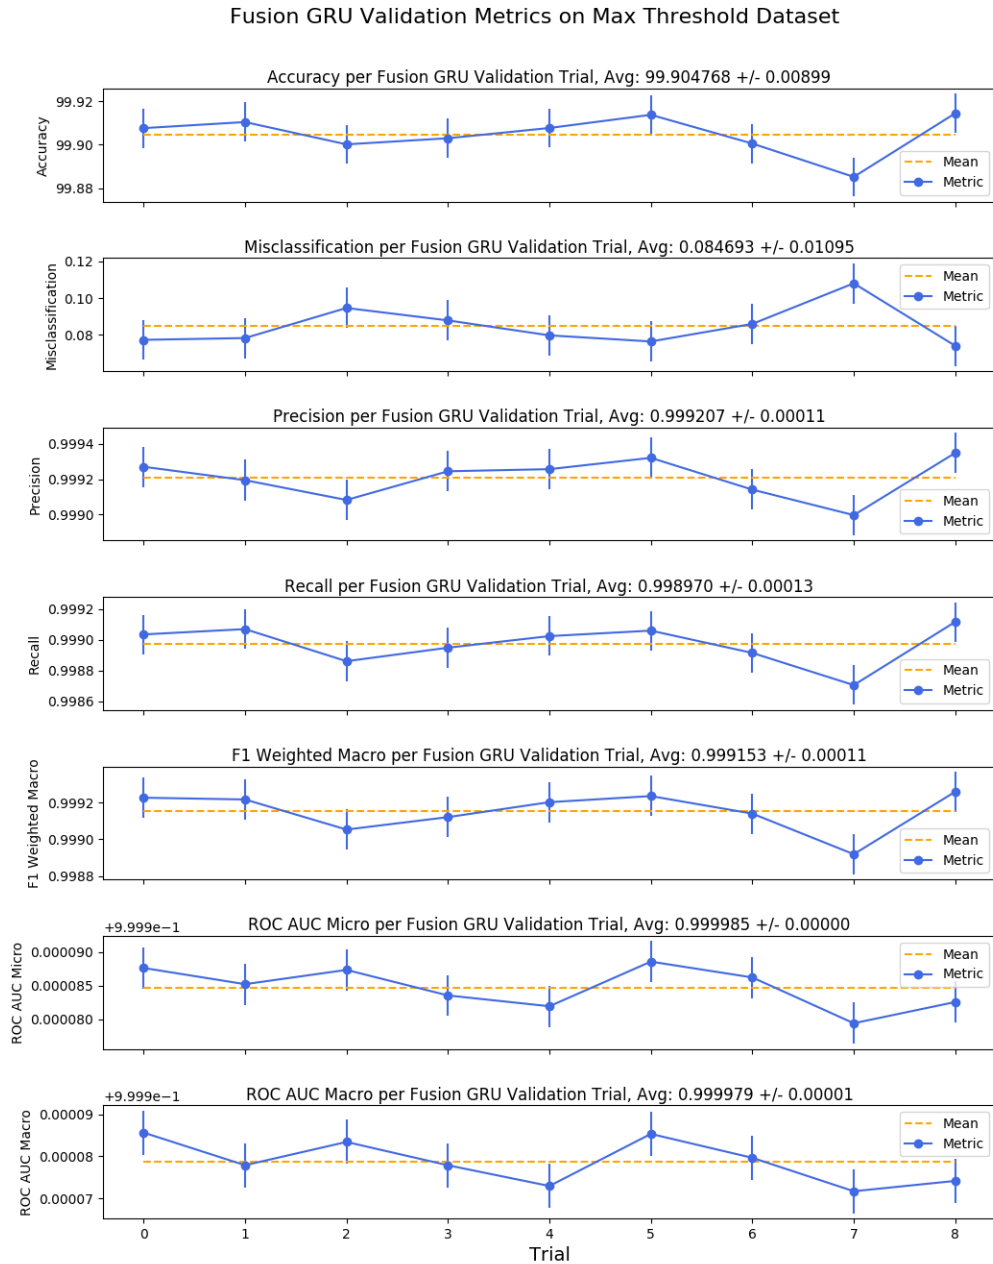 Fusion GRU Validation Metrics on Max Threshold Dataset
Accuracy per Fusion GRU Validation Trial, Avg: 99.904768 +/- 0.00899
Accuracy
99.92
99.90
99.88
Mean
Metric
Misclassification per Fusion GRU Validation Trial, Avg: 0.084693 +/- 0.01095
Misclassification
0.12
0.10
0.08
Mean
Metric
Precision per Fusion GRU Validation Trial, Avg: 0.999207 +/- 0.00011
Precision
0.9994
0.9992
0.9990
Mean
Metric
Recall per Fusion GRU Validation Trial, Avg: 0.998970 +/- 0.00013
Recall
0.9992
0.9990
0.9988
0.9986
Mean
Metric
F1 Weighted Macro per Fusion GRU Validation Trial, Avg: 0.999153 +/- 0.00011
F1 Weighted Macro
0.9992
0.9990
0.9988
Mean
Metric
+9.999e−1
ROC AUC Micro per Fusion GRU Validation Trial, Avg: 0.999985 +/- 0.00000
ROC AUC Micro
0.000090
0.000085
0.000080
Mean
Metric
+9.999e−1
ROC AUC Macro per Fusion GRU Validation Trial, Avg: 0.999979 +/- 0.00001
ROC AUC Macro
0.00009
0.00008
0.00007
Mean
Metric
0 1 2 3 4 5 6 7 8
Trial